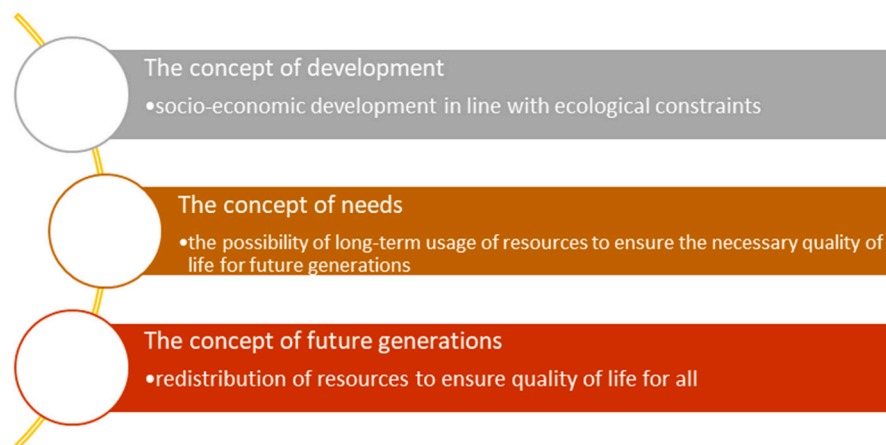 The concept of development
•socio-economic development in line with ecological constraints
The concept of needs
•the possibility of long-term usage of resources to ensure the necessary quality of
life for future generations
The concept of future generations
•redistribution of resources to ensure quality of life for all